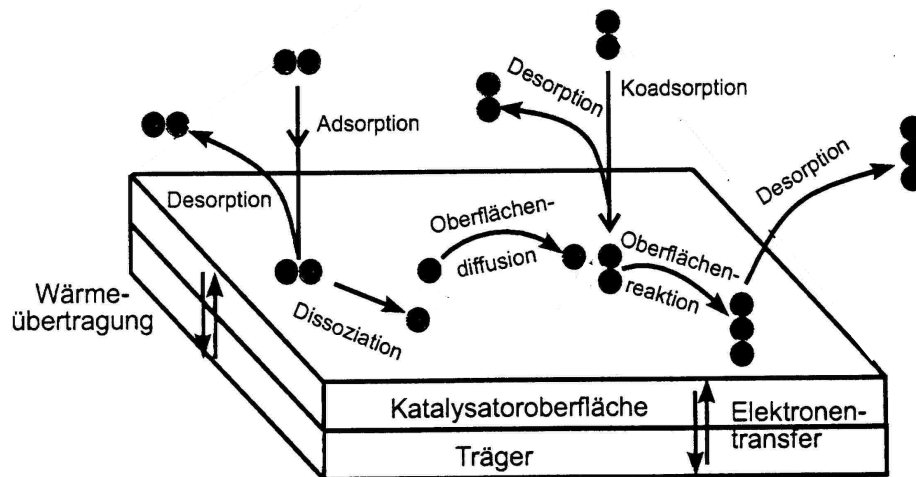 Desorption
Koadsorption
Adsorption
Desorption
Desorption
Oberflächen-
diffusion
Oberflächen-
reaktion
Wärme-
übertragung
Dissoziation
Katalysatoroberfläche
Elektronen-
transfer
Träger